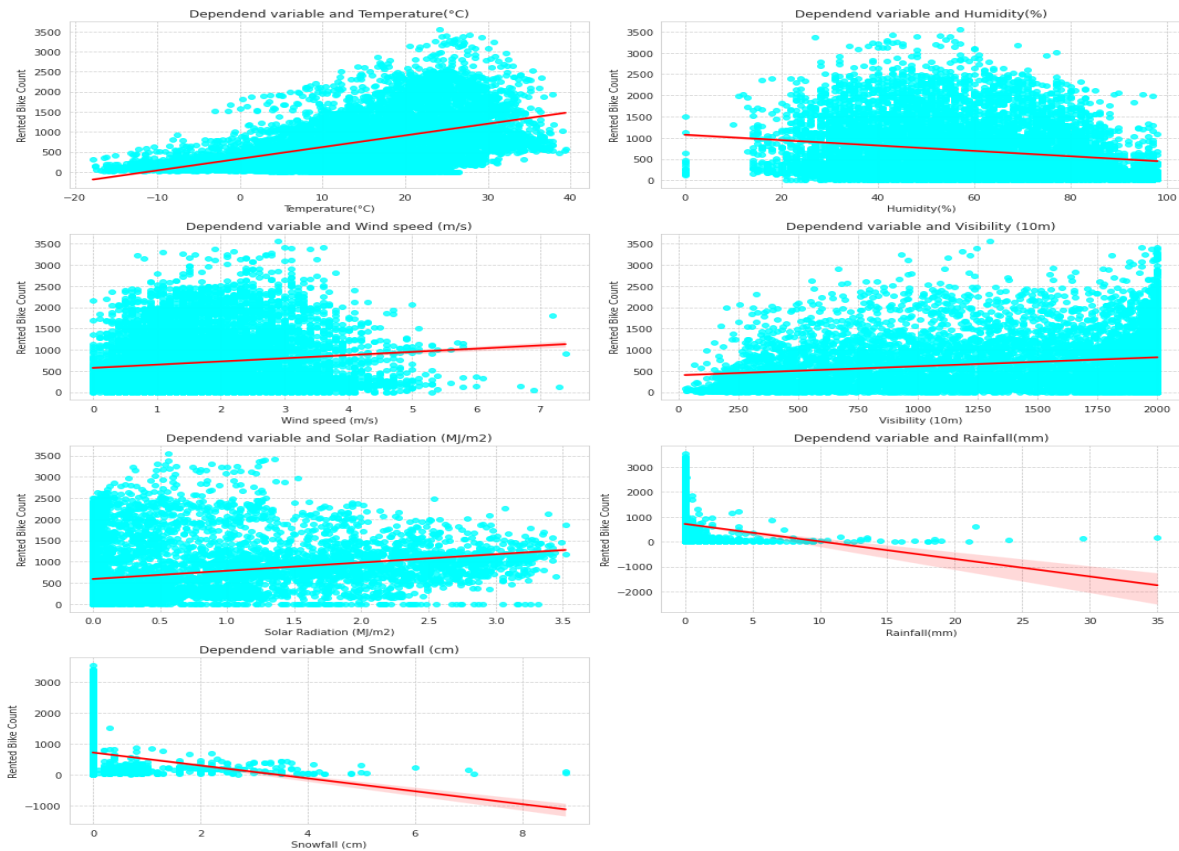 Dependend variable and Temperature(°C)
Rented Bike Count
3500
3000
2500
2000
1500
1000
500
0
−20 −10 0 10 20 30 40
Temperature(°C)
Dependend variable and Humidity(%)
Rented Bike Count
3500
3000
2500
2000
1500
1000
500
0
0 20 40 60 80 100
Humidity(%)
Dependend variable and Wind speed (m/s)
Rented Bike Count
3500
3000
2500
2000
1500
1000
500
0
0 1 2 3 4 5 6 7
Wind speed (m/s)
Dependend variable and Visibility (10m)
Rented Bike Count
3500
3000
2500
2000
1500
1000
500
0
0 250 500 750 1000 1250 1500 1750 2000
Visibility (10m)
Dependend variable and Solar Radiation (MJ/m2)
Rented Bike Count
3500
3000
2500
2000
1500
1000
500
0
0.0 0.5 1.0 1.5 2.0 2.5 3.0 3.5
Solar Radiation (MJ/m2)
Dependend variable and Rainfall(mm)
Rented Bike Count
3000
2000
1000
0
−1000
−2000
0 5 10 15 20 25 30 35
Rainfall(mm)
Dependend variable and Snowfall (cm)
Rented Bike Count
3000
2000
1000
0
−1000
0 2 4 6 8
Snowfall (cm)